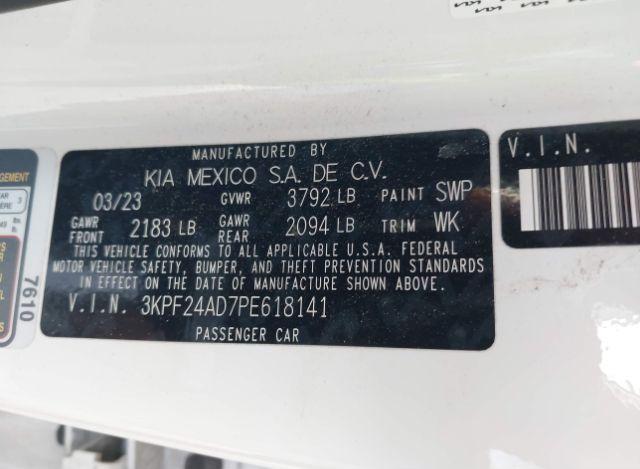 MANUFACTURED BY
KIA MEXICO S.A. DE C.V.
03/23 GVWR 3792 LB PAINT SWP
GAWR FRONT 2183 LB GAWR REAR 2094 LB TRIM WK
THIS VEHICLE CONFORMS TO ALL APPLICABLE U.S.A. FEDERAL
MOTOR VEHICLE SAFETY, BUMPER, AND THEFT PREVENTION STANDARDS
IN EFFECT ON THE DATE OF MANUFACTURE SHOWN ABOVE.
V.I.N. 3KPF24AD7PE618141
PASSENGER CAR
V.I.N.
7610